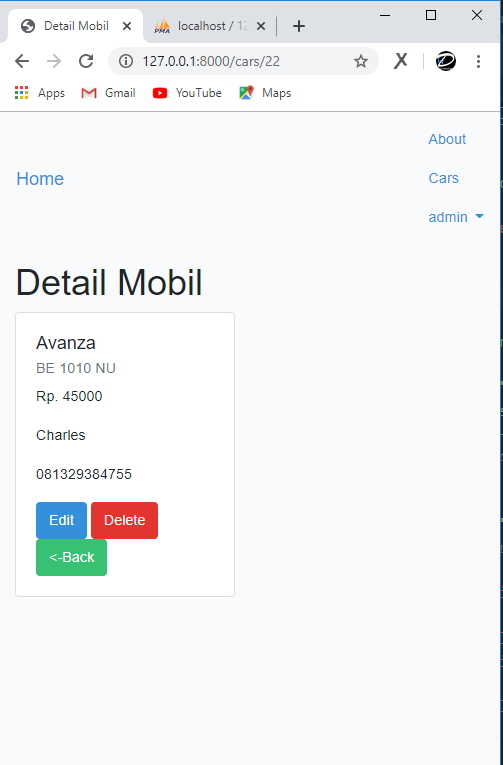 Detail Mobil
localhost / 12
127.0.0.1:8000/cars/22
Apps Gmail YouTube Maps
About
Home
Cars
admin
Detail Mobil
Avanza
BE 1010 NU
Rp. 45000
Charles
081329384755
Edit Delete
<-Back